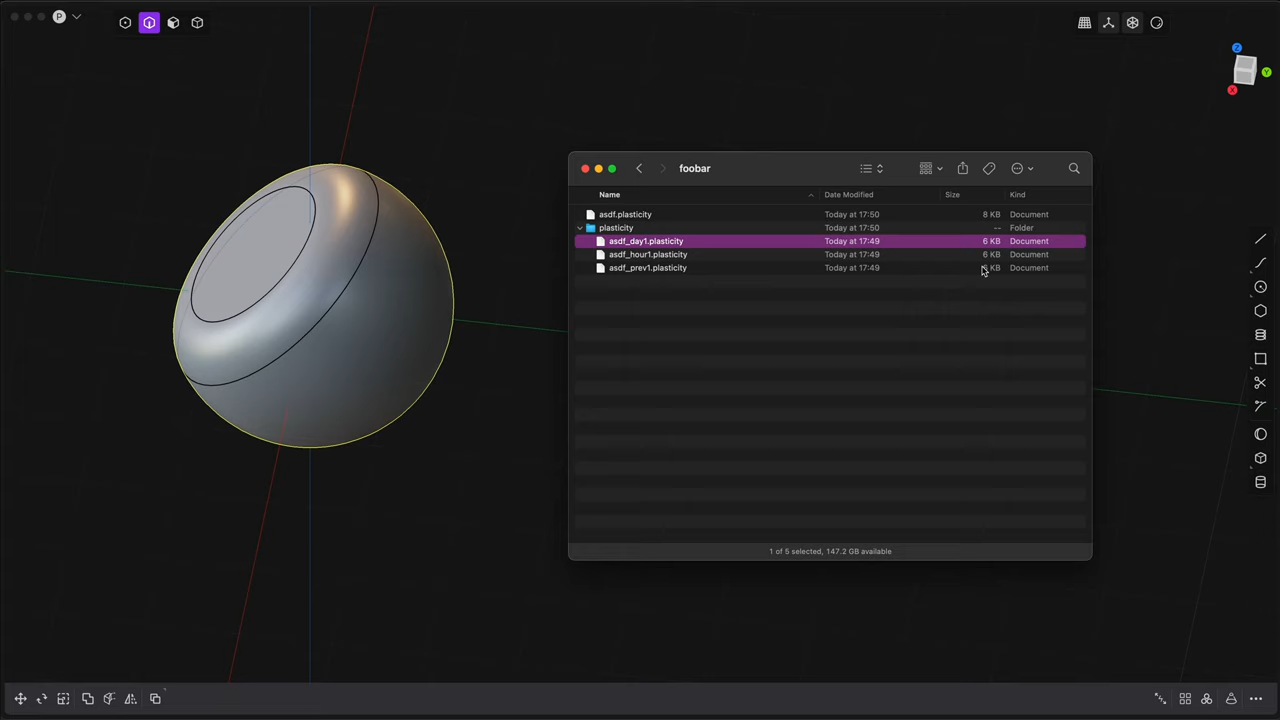 P
Z
Y
X
foobar
Name Date Modified Size Kind
asdf.plasticity Today at 17:50 8 KB Document
plasticity Today at 17:50 -- Folder
asdf_day1.plasticity Today at 17:49 6 KB Document
asdf_hour1.plasticity Today at 17:49 6 KB Document
asdf_prev1.plasticity Today at 17:49 KB Document
1 of 5 selected, 147.2 GB available